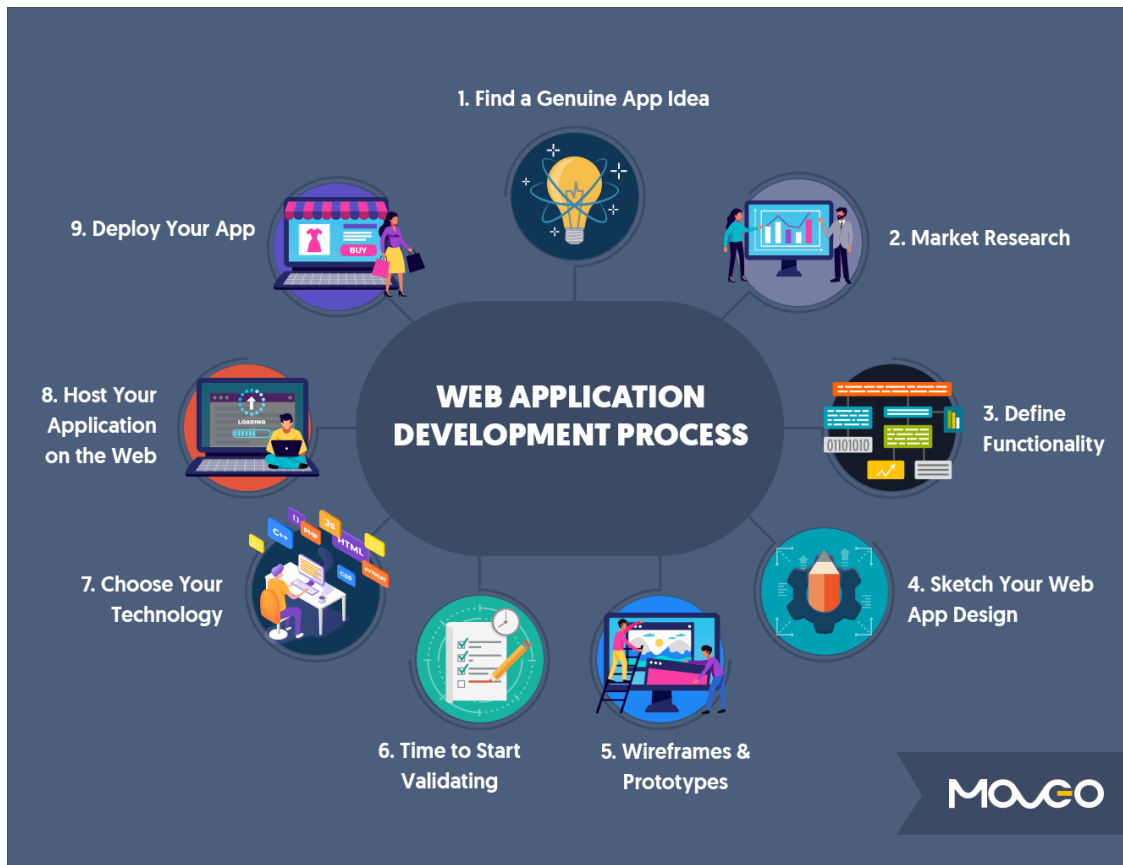 1. Find a Genuine App Idea
2. Market Research
3. Define
Functionality
4. Sketch Your Web
App Design
5. Wireframes &
Prototypes
6. Time to Start
Validating
7. Choose Your
Technology
8. Host Your
Application
on the Web
9. Deploy Your App
WEB APPLICATION
DEVELOPMENT PROCESS
BUY
01101010
LOADING
{ }
JS
C++
PHP
HTML
CSS
PYTHON